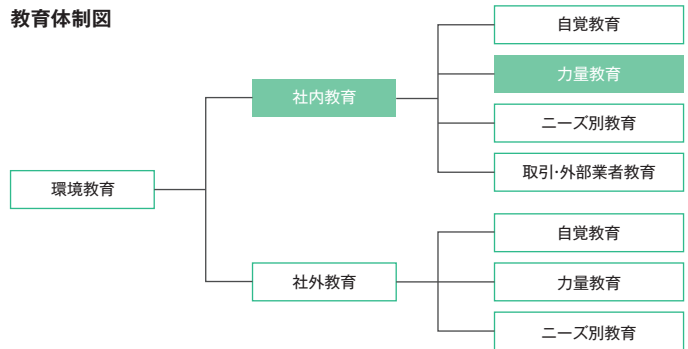 教育体制図
環境教育
社内教育
自覚教育
力量教育
ニーズ別教育
取引・外部業者教育
社外教育
自覚教育
力量教育
ニーズ別教育